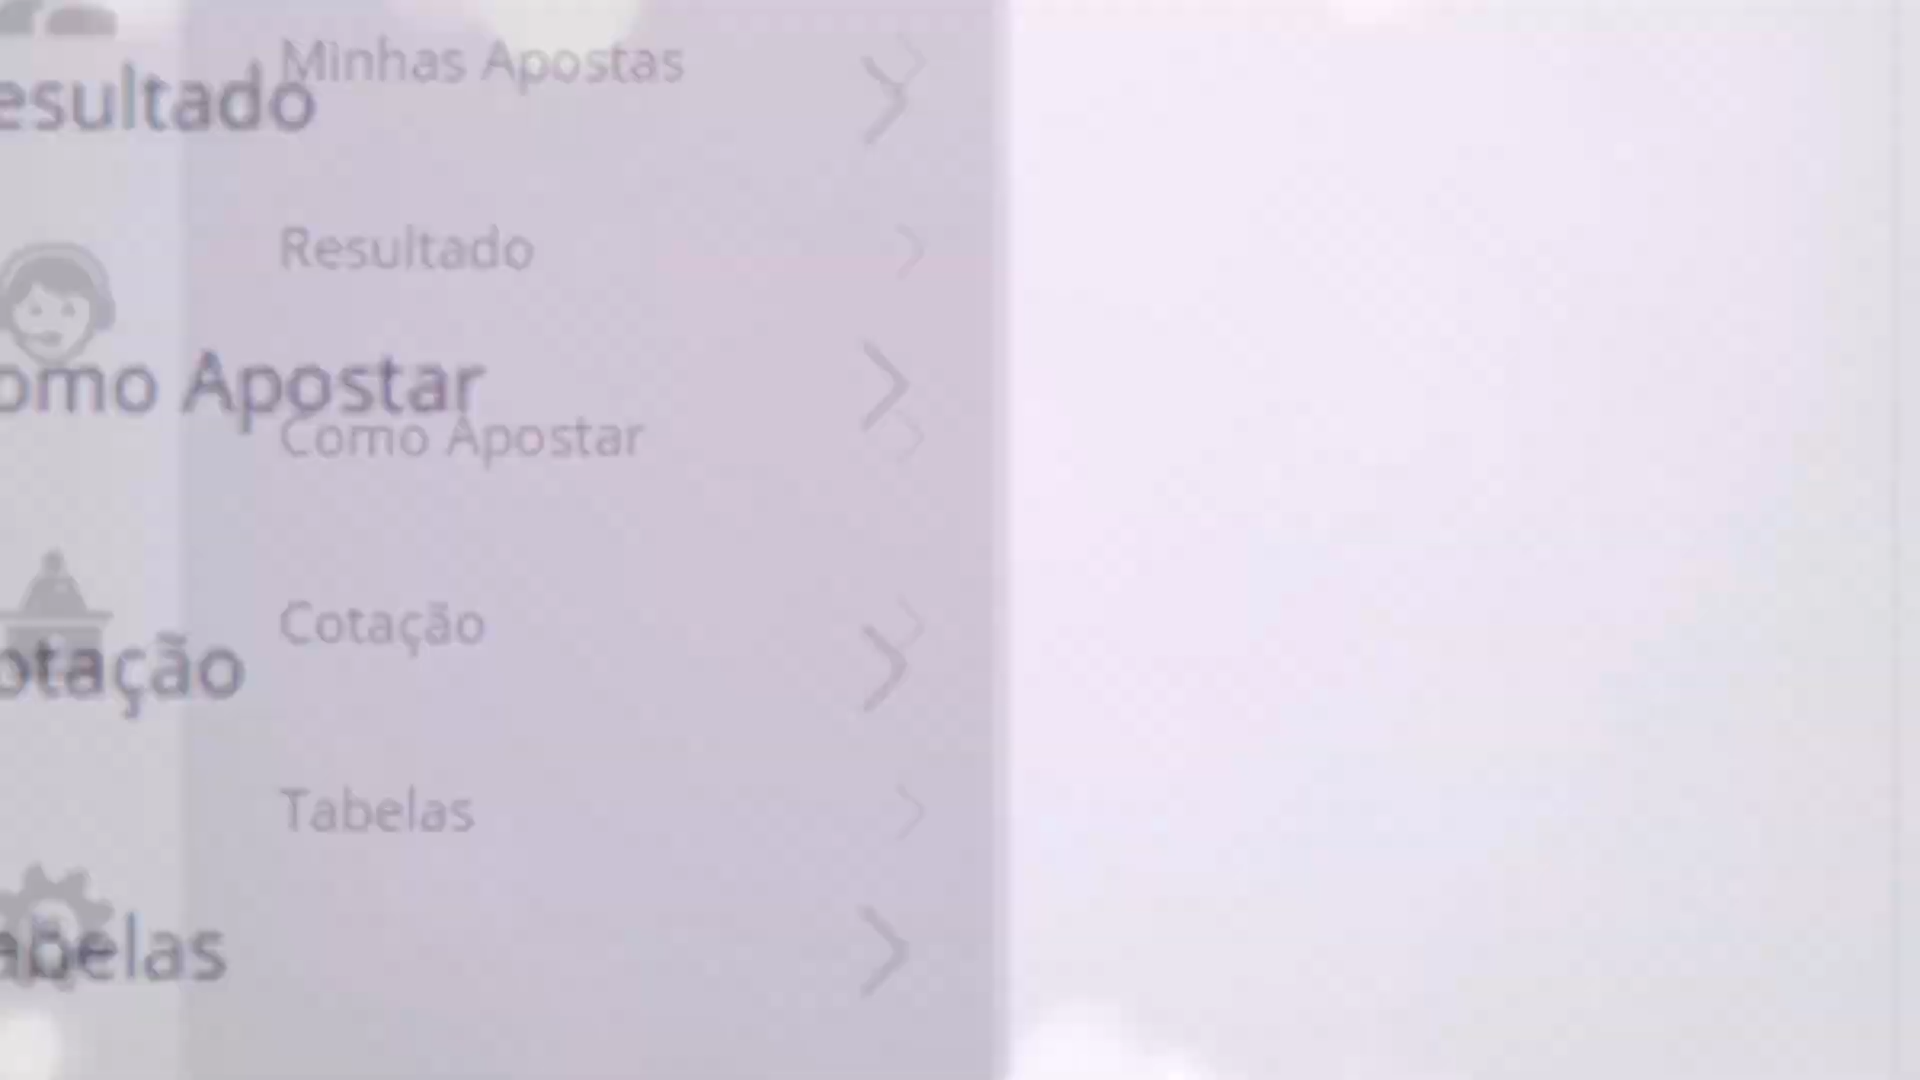 Minhas Apostas
esultado
Resultado
omo Apostar
Como Apostar
Cotação
otação
Tabelas
abelas